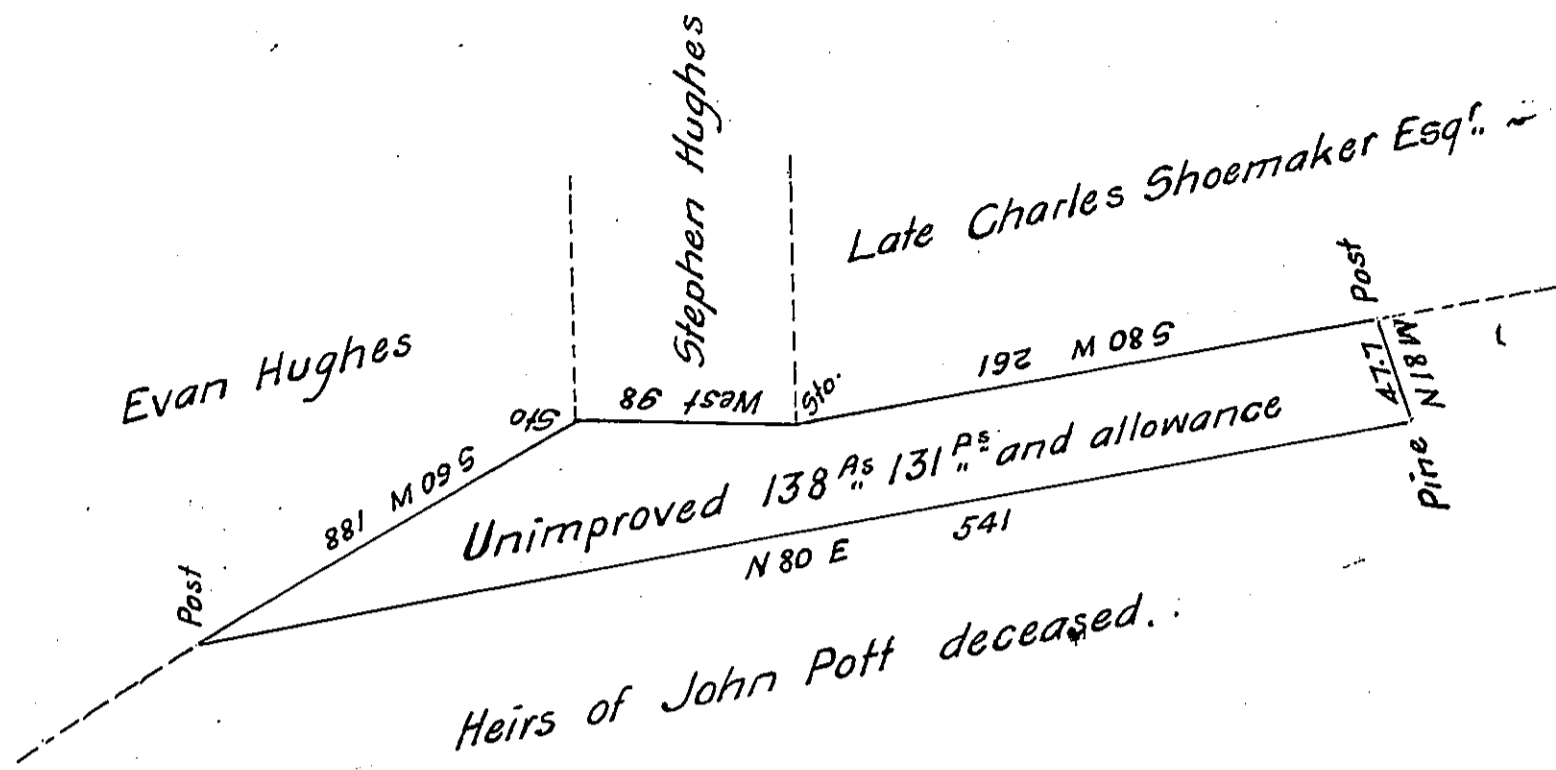 Stephen Hughes
Late Charles Shoemaker Esqr.
Evan Hughes
Post
S 80 W 261
Sto.
West 98
Sto
S 60 W 188
Post
47.7
N 18 W
Pine
Unimproved 138 As 131 Ps and allowance
N 80 E 541
Heirs of John Pott deceased.